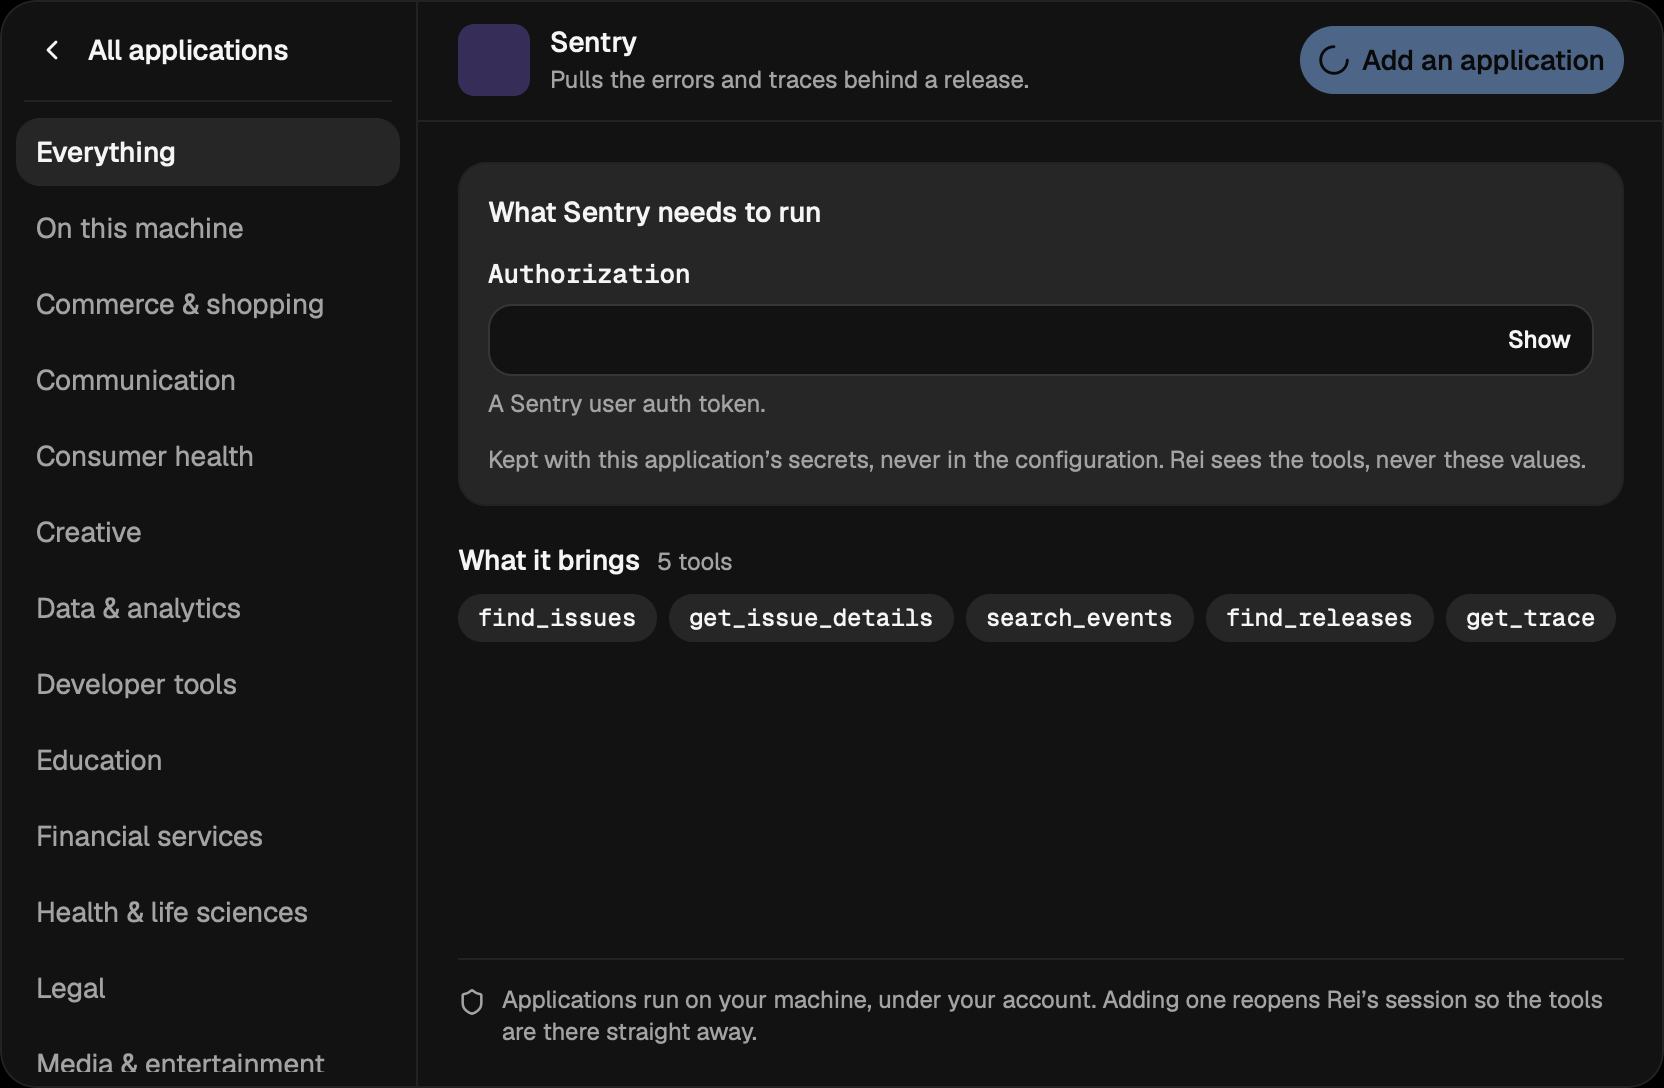 All applications
Everything
On this machine
Commerce & shopping
Communication
Consumer health
Creative
Data & analytics
Developer tools
Education
Financial services
Health & life sciences
Legal
Media & entertainment
Sentry
Pulls the errors and traces behind a release.
Add an application
What Sentry needs to run
Authorization
Show
A Sentry user auth token.
Kept with this application’s secrets, never in the configuration. Rei sees the tools, never these values.
What it brings 5 tools
find_issues get_issue_details search_events find_releases get_trace
Applications run on your machine, under your account. Adding one reopens Rei’s session so the tools
are there straight away.